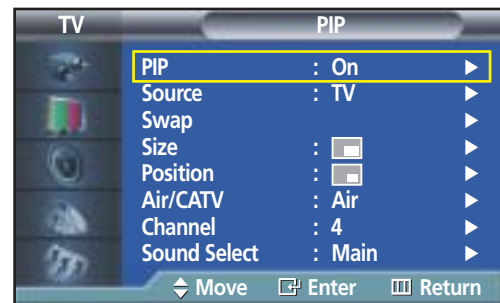 TV PIP
PIP : On
Source : TV
Swap
Size :
Position :
Air/CATV : Air
Channel : 4
Sound Select : Main
Move Enter Return